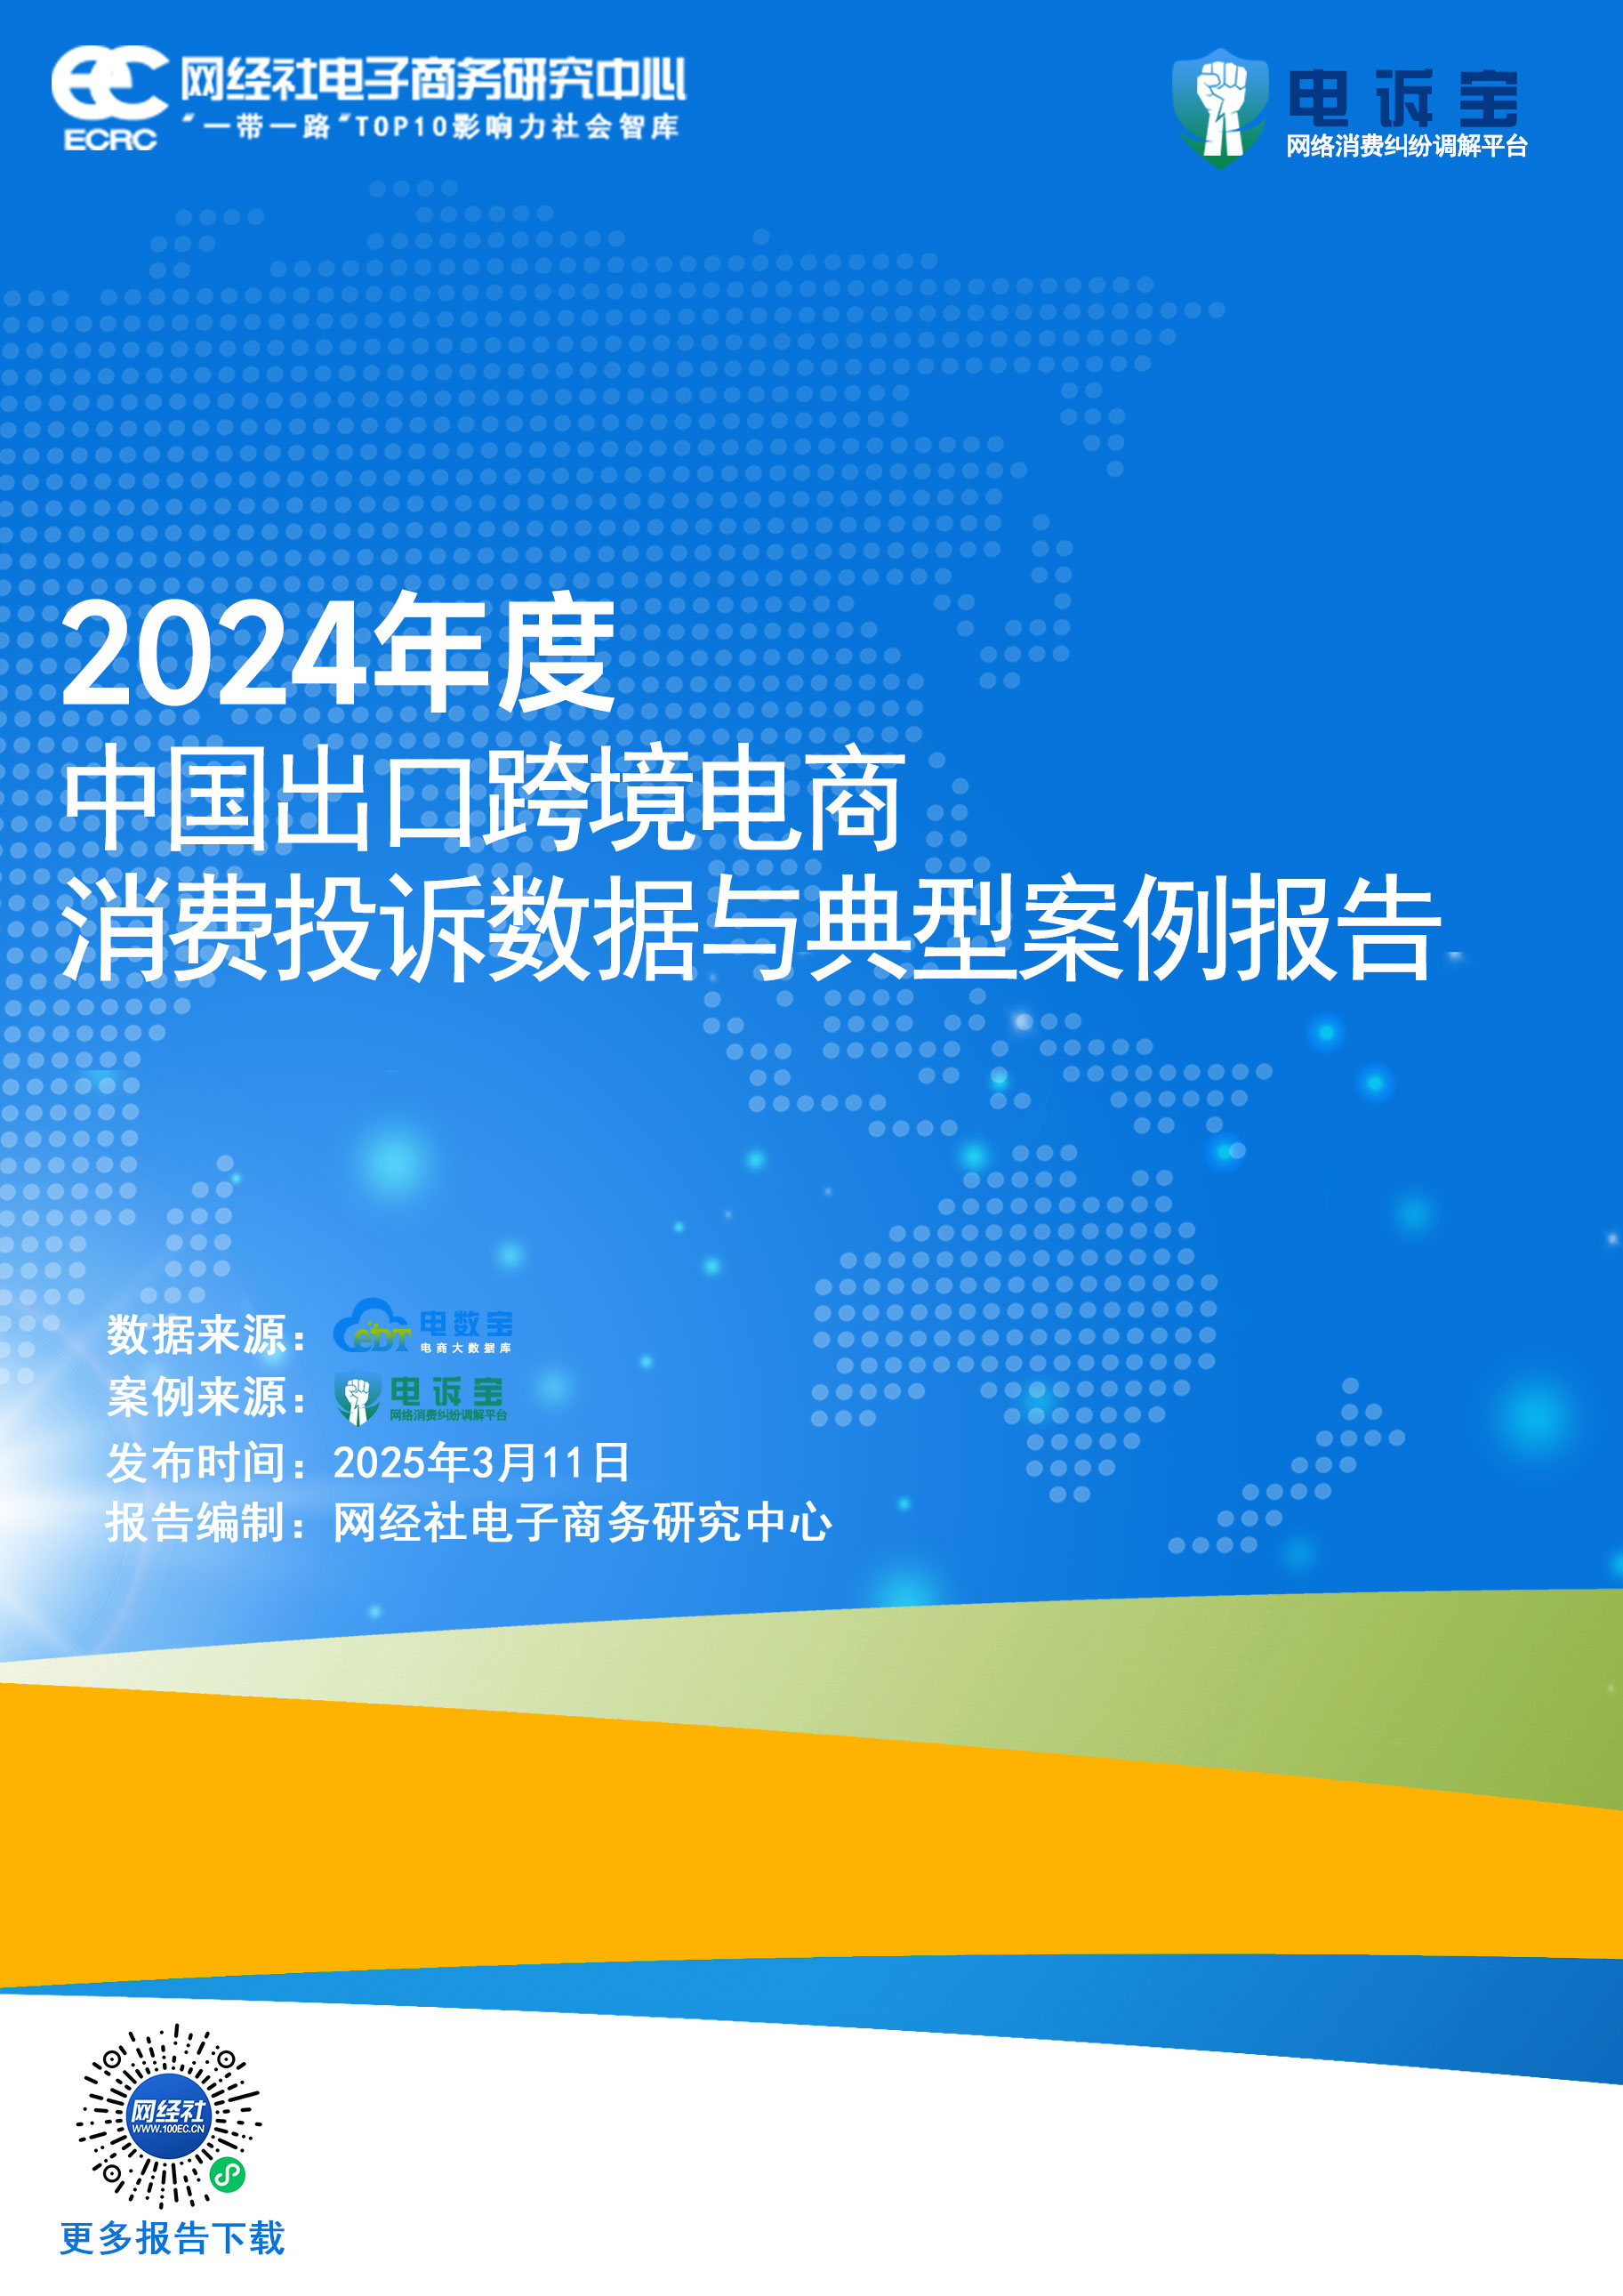 网经社电子商务研究中心
"一带一路"TOP10影响力社会智库
ECRC
电诉宝
网络消费纠纷调解平台
2024年度
中国出口跨境电商
消费投诉数据与典型案例报告
数据来源：eDT 电数宝
电商大数据库
案例来源：电诉宝
网络消费纠纷调解平台
发布时间：2025年3月11日
报告编制：网经社电子商务研究中心
网经社
WWW.100EC.CN
更多报告下载